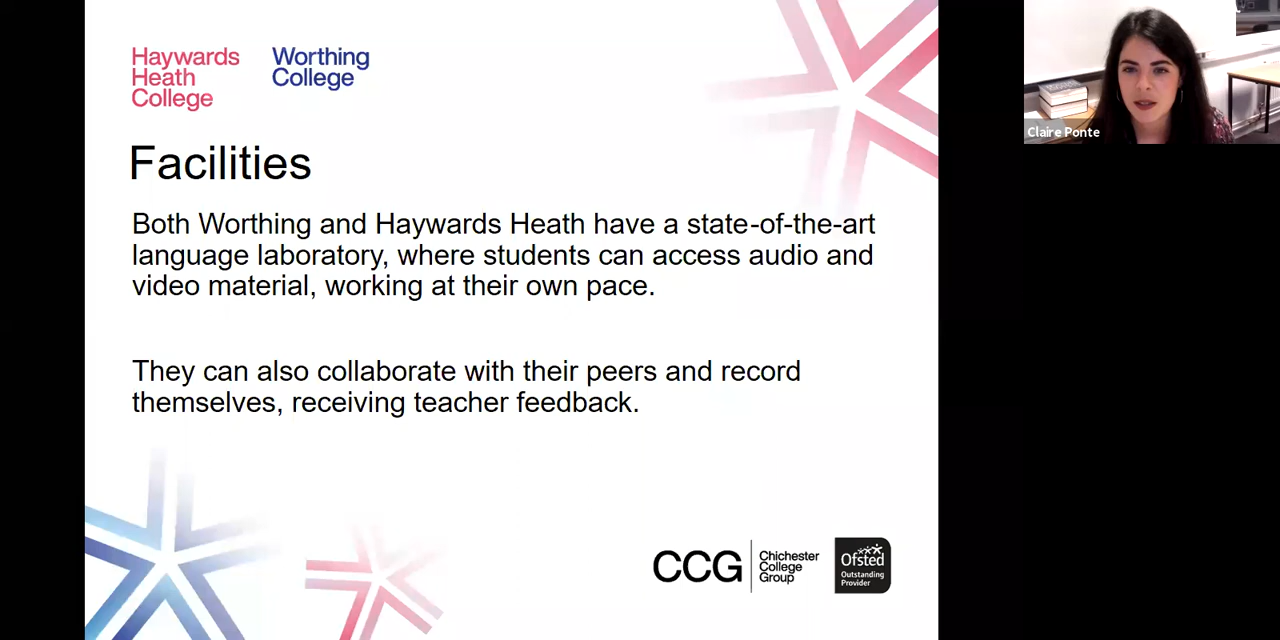 Haywards
Heath
College
Worthing
College
Facilities
Both Worthing and Haywards Heath have a state-of-the-art
language laboratory, where students can access audio and
video material, working at their own pace.
They can also collaborate with their peers and record
themselves, receiving teacher feedback.
CCG
Chichester
College
Group
Ofsted
Outstanding
Provider
Claire Ponte